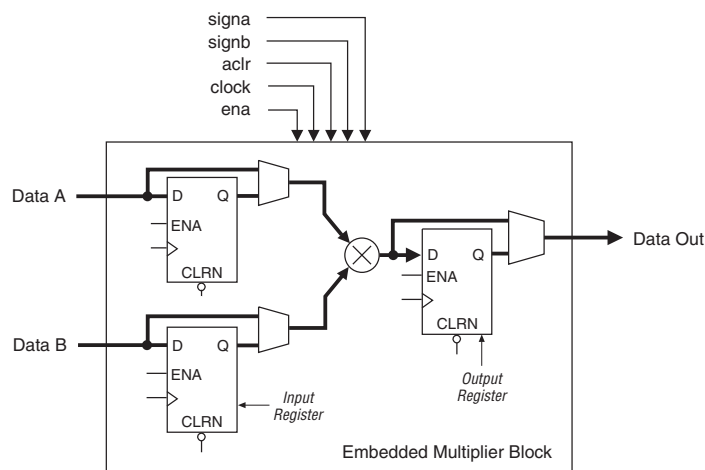 signa
signb
aclr
clock
ena
Data A
D Q
ENA
CLRN
Data B
D Q
ENA
CLRN
Input
Register
D Q
ENA
CLRN
Output
Register
Data Out
Embedded Multiplier Block